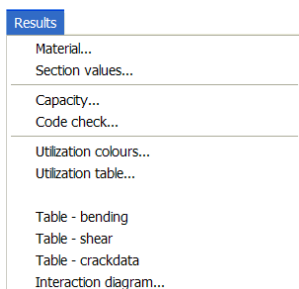 Results
Material...
Section values...
Capacity...
Code check...
Utilization colours...
Utilization table...
Table - bending
Table - shear
Table - crackdata
Interaction diagram...